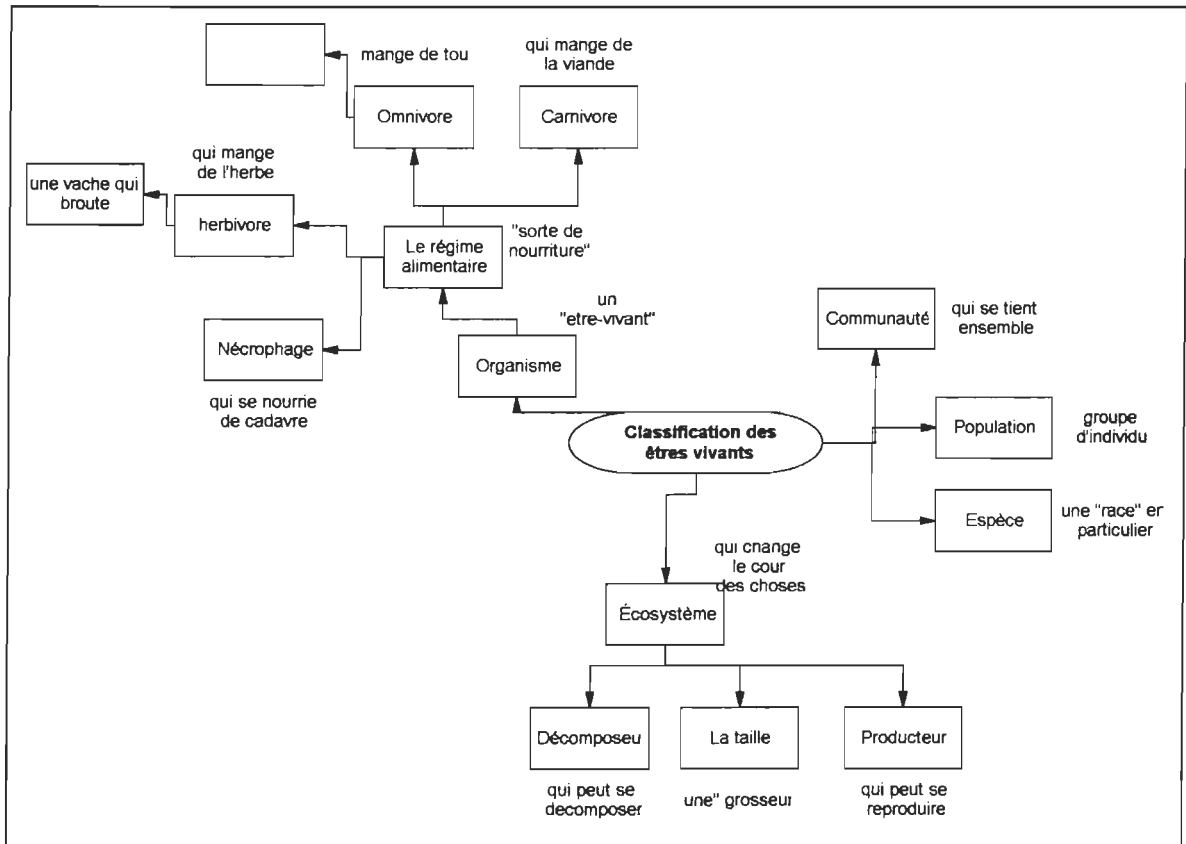 mange de tou
qui mange de
la viande
Omnivore
Carnivore
qui mange
de l'herbe
une vache qui
broute
herbivore
"sorte de
nourriture"
Le régime
alimentaire
un
"etre-vivant"
Communauté
qui se tient
ensemble
Nécrophage
Organisme
qui se nourrie
de cadavre
Classification des
êtres vivants
Population
groupe
d'individu
Espèce
une "race" er
particulier
qui change
le cour
des choses
Écosystème
Décomposeu
La taille
Producteur
qui peut se
decomposer
une" grosseur
qui peut se
reproduire